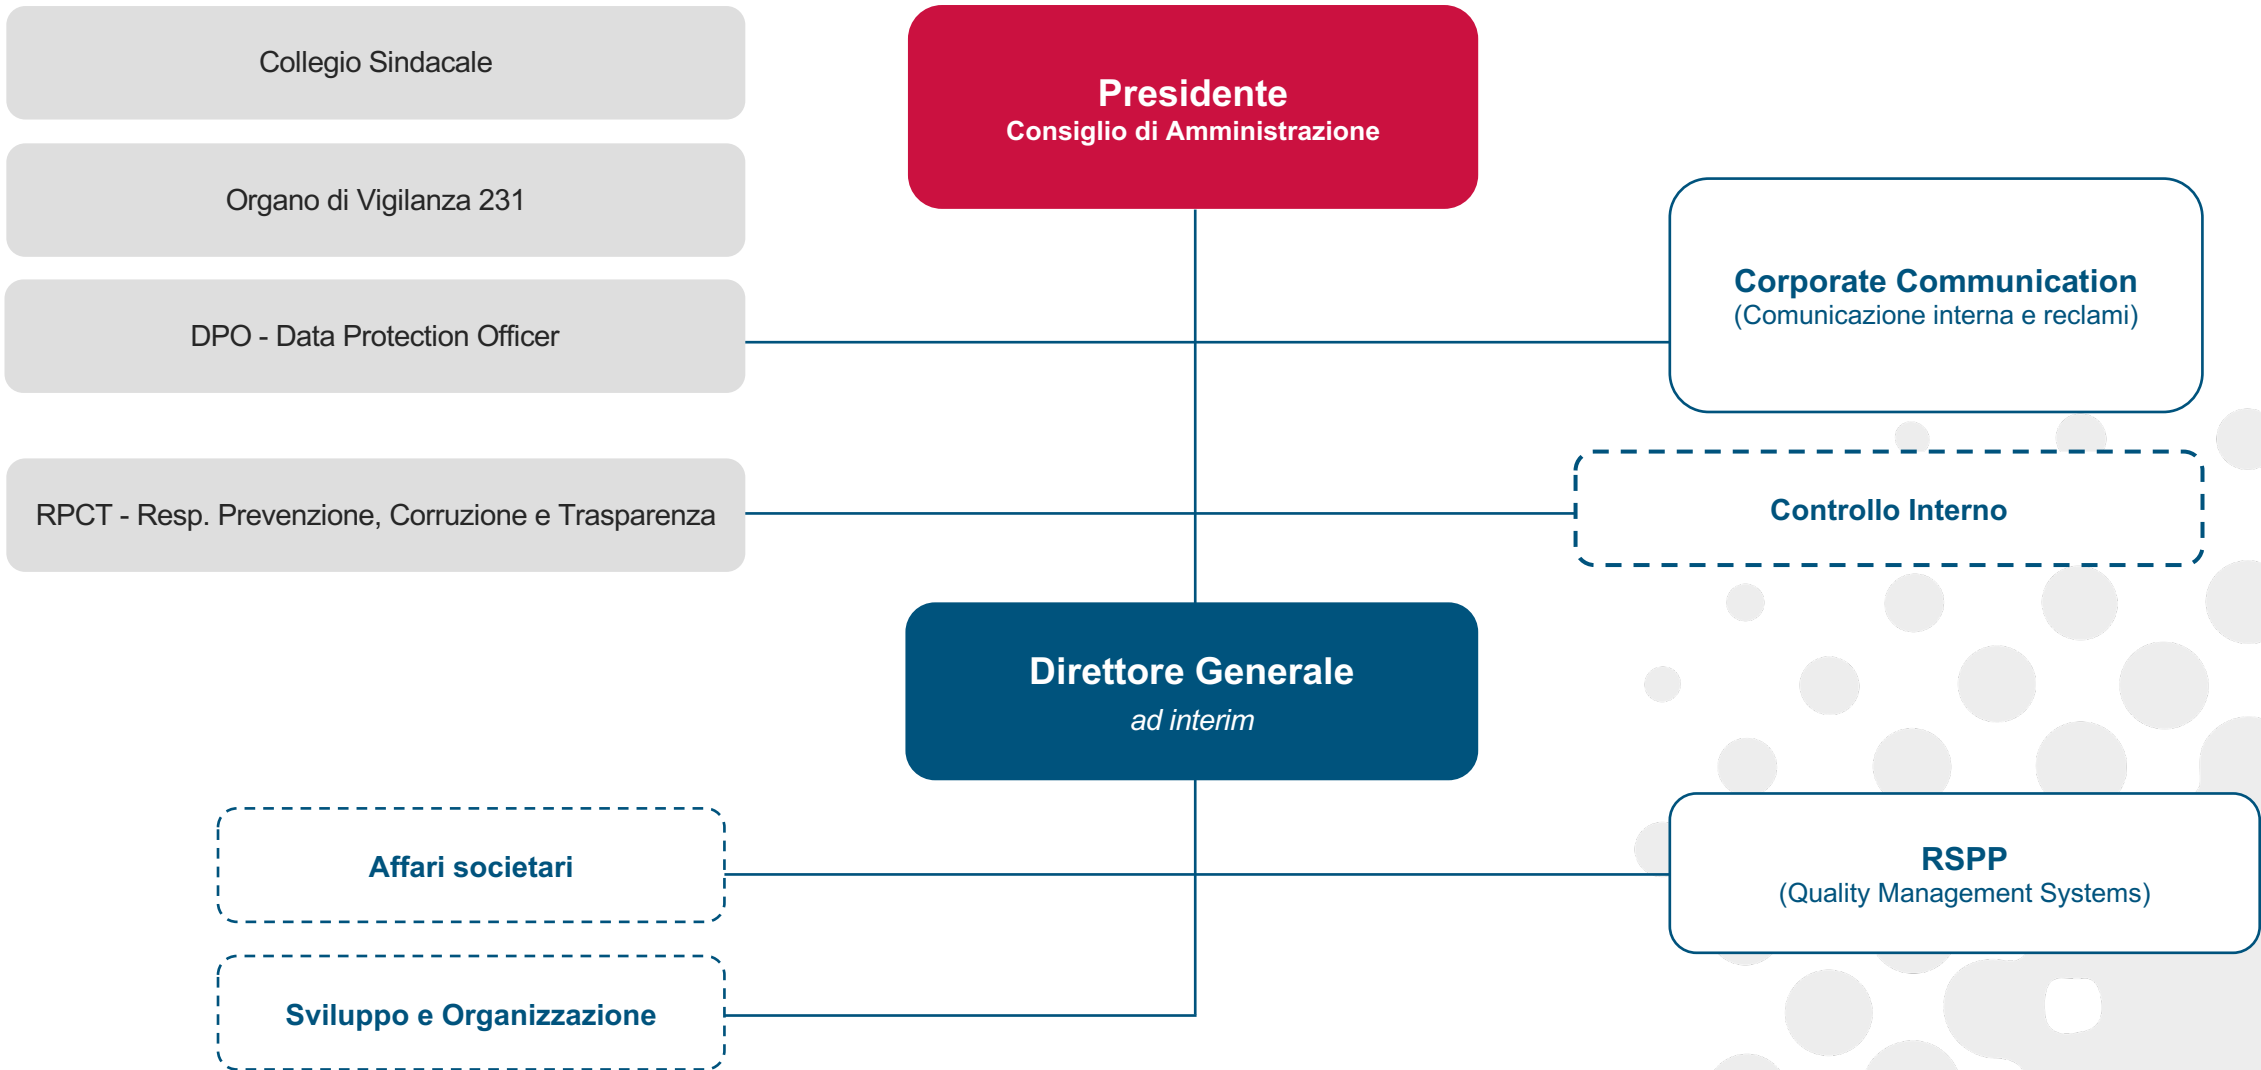 Collegio Sindacale
Presidente
Consiglio di Amministrazione
Organo di Vigilanza 231
Corporate Communication
(Comunicazione interna e reclami)
DPO - Data Protection Officer
RPCT - Resp. Prevenzione, Corruzione e Trasparenza
Controllo Interno
Direttore Generale
ad interim
Affari societari
RSPP
(Quality Management Systems)
Sviluppo e Organizzazione